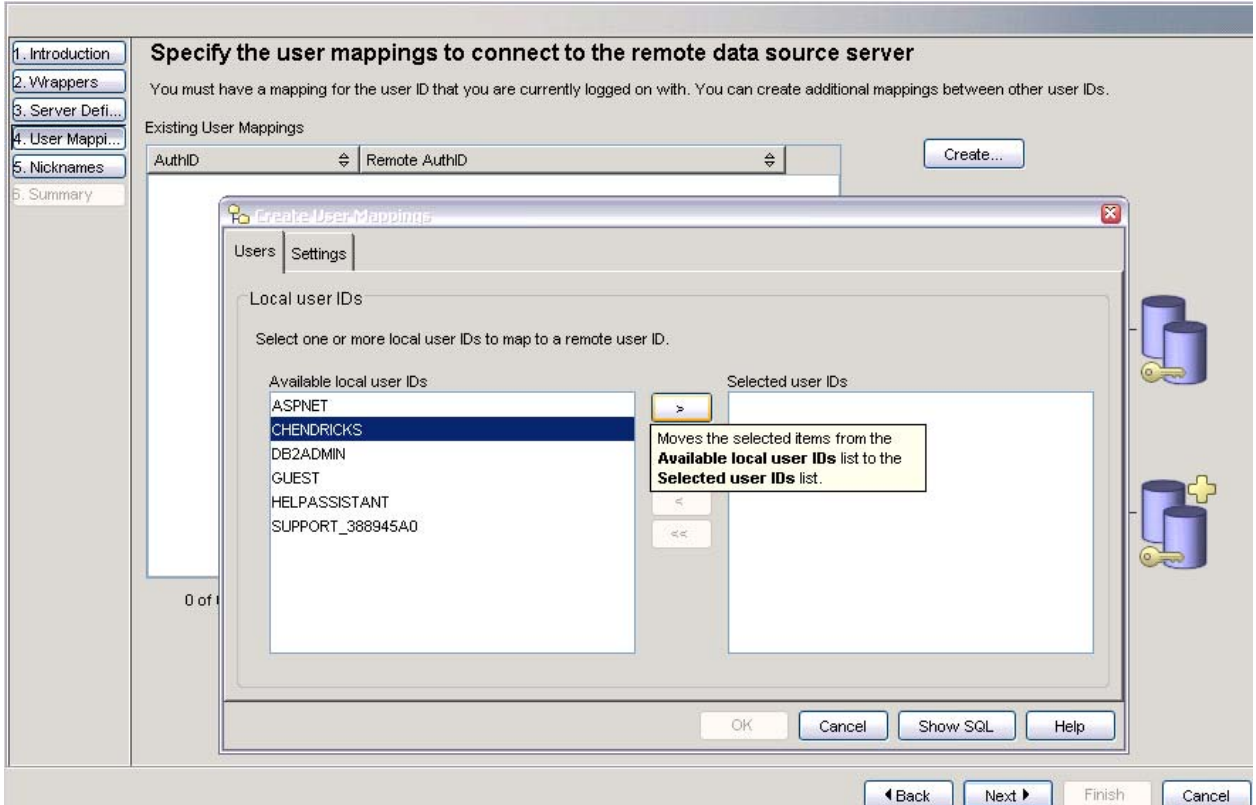 1. Introduction
2. Wrappers
3. Server Defi...
4. User Mappi...
5. Nicknames
6. Summary
Specify the user mappings to connect to the remote data source server
You must have a mapping for the user ID that you are currently logged on with. You can create additional mappings between other user IDs.
Existing User Mappings
AuthID
Remote AuthID
Create...
Create User Mappings
Users
Settings
Local user IDs
Select one or more local user IDs to map to a remote user ID.
Available local user IDs
ASPNET
CHENDRICKS
DB2ADMIN
GUEST
HELPASSISTANT
SUPPORT_388945A0
>
Moves the selected items from the
Available local user IDs list to the
Selected user IDs list.
<
<<
Selected user IDs
0 of
OK
Cancel
Show SQL
Help
Back
Next
Finish
Cancel